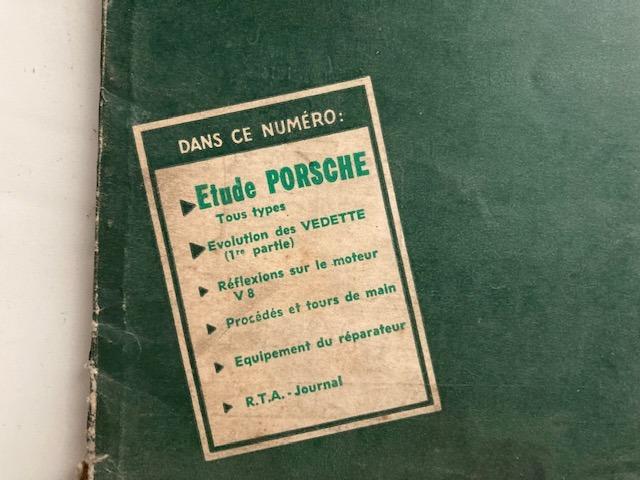 DANS CE NUMÉRO:
Etude PORSCHE
Tous types
Evolution des VEDETTE
(1re partie)
Réflexions sur le moteur
V 8
Procédés et tours de main
Equipement du réparateur
R.T.A. - Journal